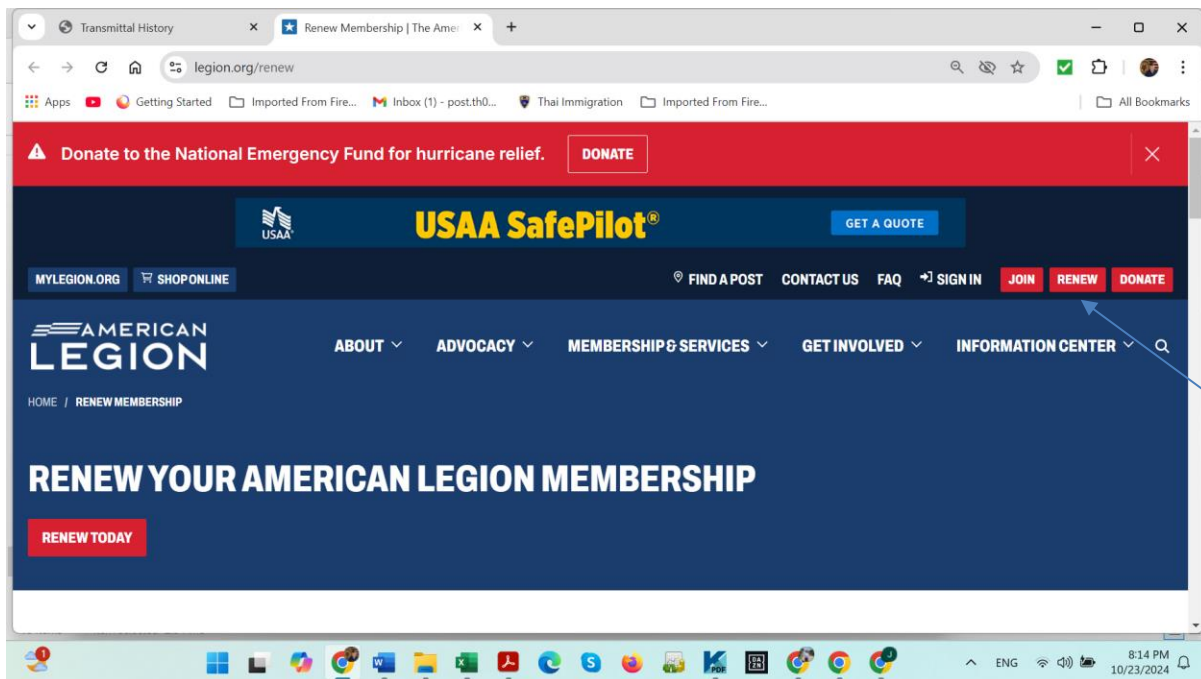 Transmittal History
Renew Membership | The Amer
legion.org/renew
Apps
Getting Started
Imported From Fire...
Inbox (1) - post.th0...
Thai Immigration
Imported From Fire...
All Bookmarks
Donate to the National Emergency Fund for hurricane relief.
DONATE
USAA
USAA SafePilot®
GET A QUOTE
MYLEGION.ORG
SHOP ONLINE
FIND A POST
CONTACT US
FAQ
SIGN IN
JOIN
RENEW
DONATE
AMERICAN
LEGION
ABOUT
ADVOCACY
MEMBERSHIP & SERVICES
GET INVOLVED
INFORMATION CENTER
HOME / RENEW MEMBERSHIP
RENEW YOUR AMERICAN LEGION MEMBERSHIP
RENEW TODAY
ENG
8:14 PM
10/23/2024